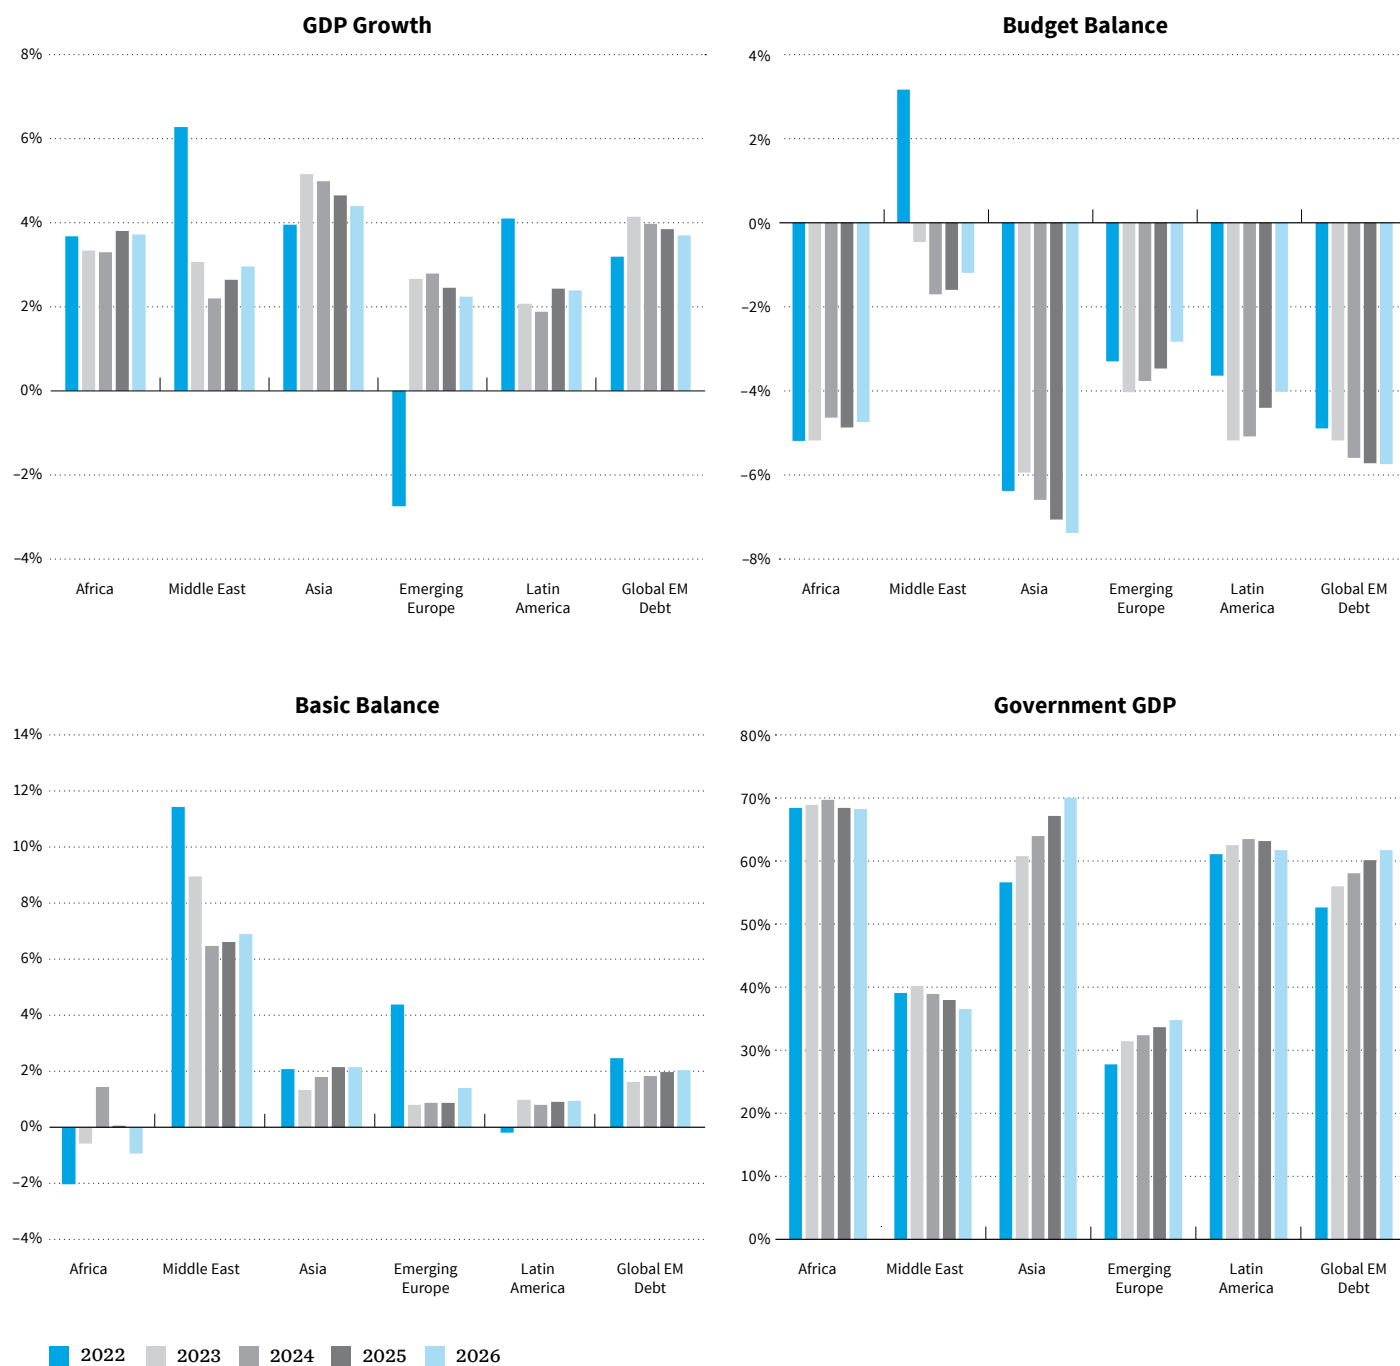 GDP Growth
8%
6%
4%
2%
0%
–2%
–4%
Africa
Middle East
Asia
Emerging
Europe
Latin
America
Global EM
Debt
Budget Balance
4%
2%
0%
–2%
–4%
–6%
–8%
Africa
Middle East
Asia
Emerging
Europe
Latin
America
Global EM
Debt
Basic Balance
14%
12%
10%
8%
6%
4%
2%
0%
–2%
–4%
Africa
Middle East
Asia
Emerging
Europe
Latin
America
Global EM
Debt
Government GDP
80%
70%
60%
50%
40%
30%
20%
10%
0%
Africa
Middle East
Asia
Emerging
Europe
Latin
America
Global EM
Debt
2022 2023 2024 2025 2026